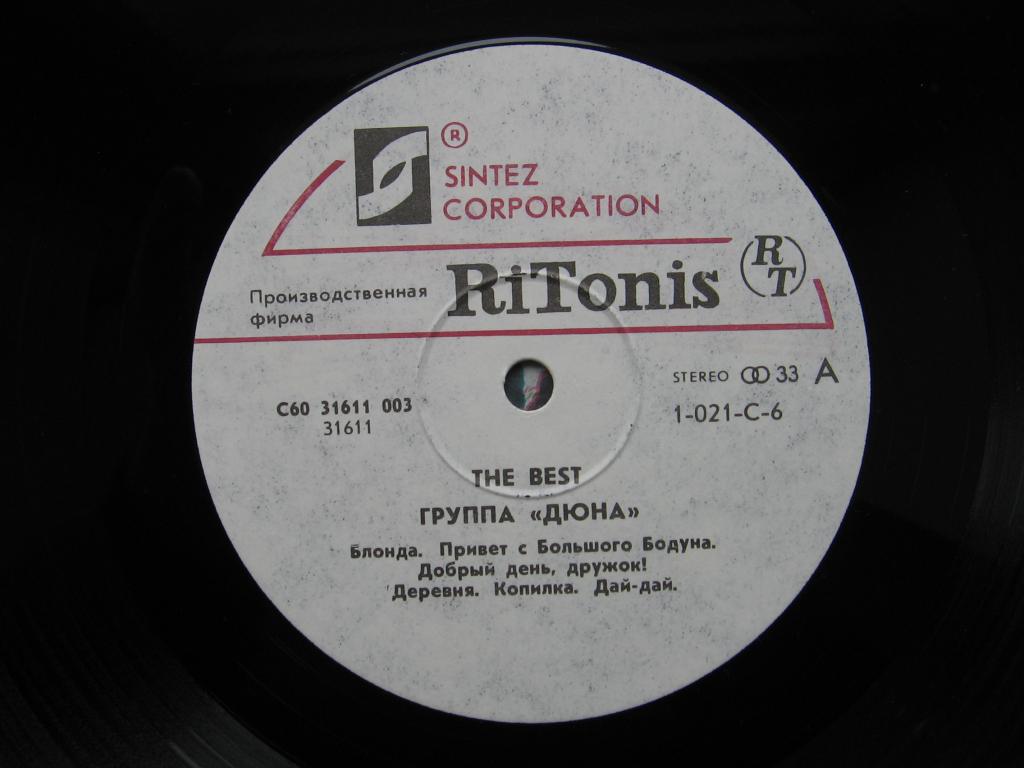 ®
SINTEZ
CORPORATION
Производственная
фирма
RiTonis
RT
STEREO 33 A
1-021-C-6
С60 31611 003
31611
THE BEST
ГРУППА «ДЮНА»
Блонда. Привет с Большого Бодуна.
Добрый день, дружок!
Деревня. Копилка. Дай-дай.